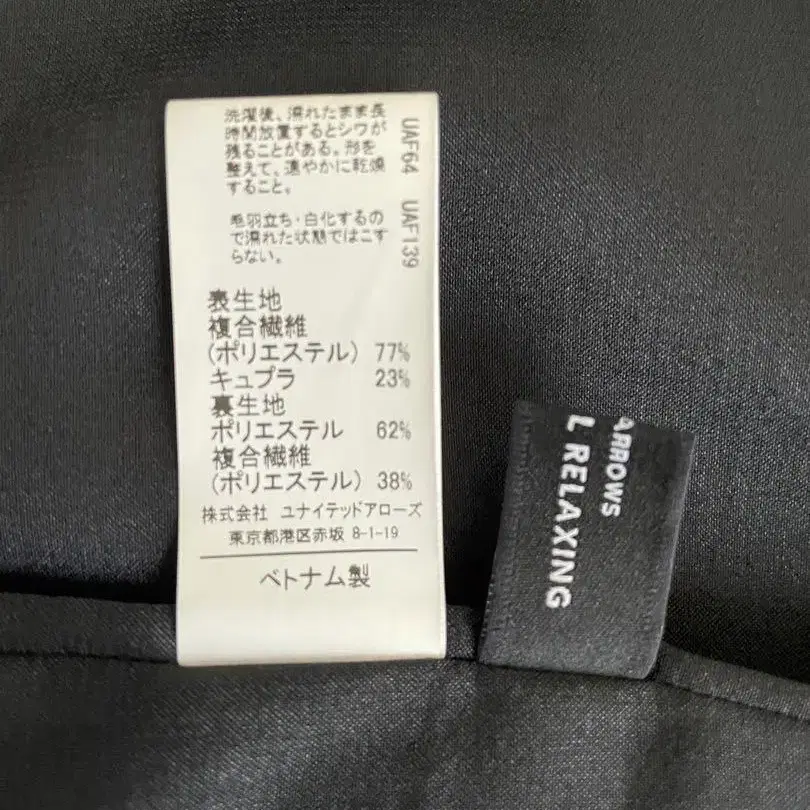 洗濯後、濡れたまま長
時間放置するとシワが
残ることがある。形を
整えて、速やかに乾燥
すること。
毛羽立ち・白化するの
で濡れた状態ではこす
らない。
UAF64 UAF139
表生地
複合繊維
(ポリエステル) 77%
キュプラ 23%
裏生地
ポリエステル 62%
複合繊維
(ポリエステル) 38%
株式会社 ユナイテッドアローズ
東京都港区赤坂 8-1-19
ベトナム製
ARROWS
L RELAXING